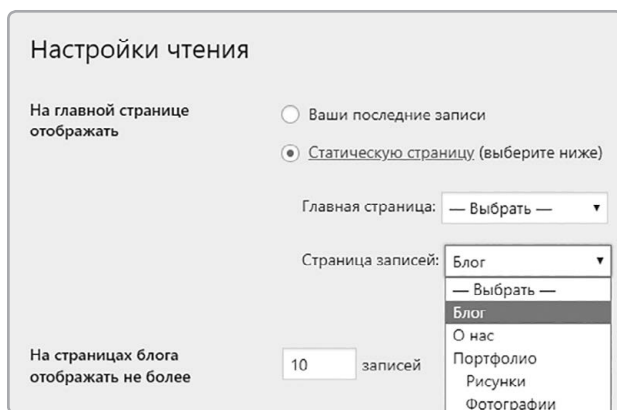 Настройки чтения
На главной странице
отображать
Ваши последние записи
Статическую страницу (выберите ниже)
Главная страница: — Выбрать —
Страница записей: Блог
— Выбрать —
Блог
О нас
Портфолио
Рисунки
Фотографии
На страницах блога
отображать не более
10 записей